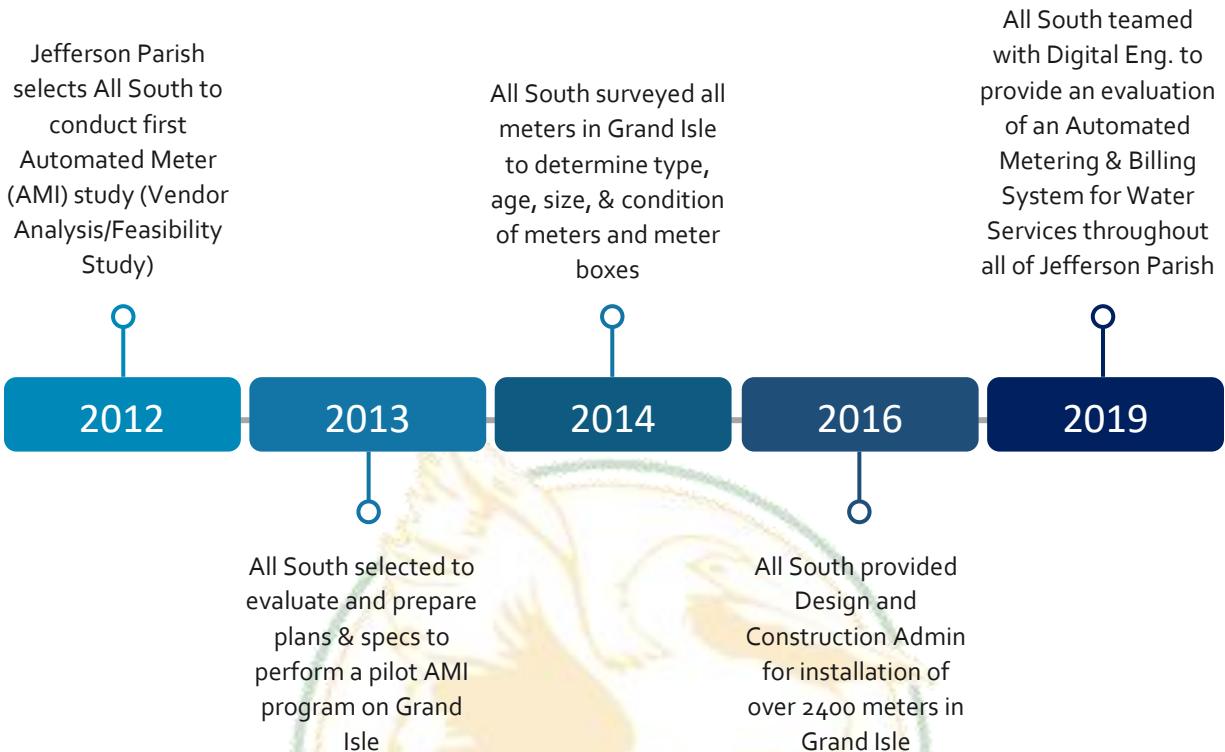 Jefferson Parish
selects All South to
conduct first
Automated Meter
(AMI) study (Vendor
Analysis/Feasibility
Study)
All South surveyed all
meters in Grand Isle
to determine type,
age, size, & condition
of meters and meter
boxes
All South teamed
with Digital Eng. to
provide an evaluation
of an Automated
Metering & Billing
System for Water
Services throughout
all of Jefferson Parish
2012
2013
2014
2016
2019
All South selected to
evaluate and prepare
plans & specs to
perform a pilot AMI
program on Grand
Isle
All South provided
Design and
Construction Admin
for installation of
over 2400 meters in
Grand Isle